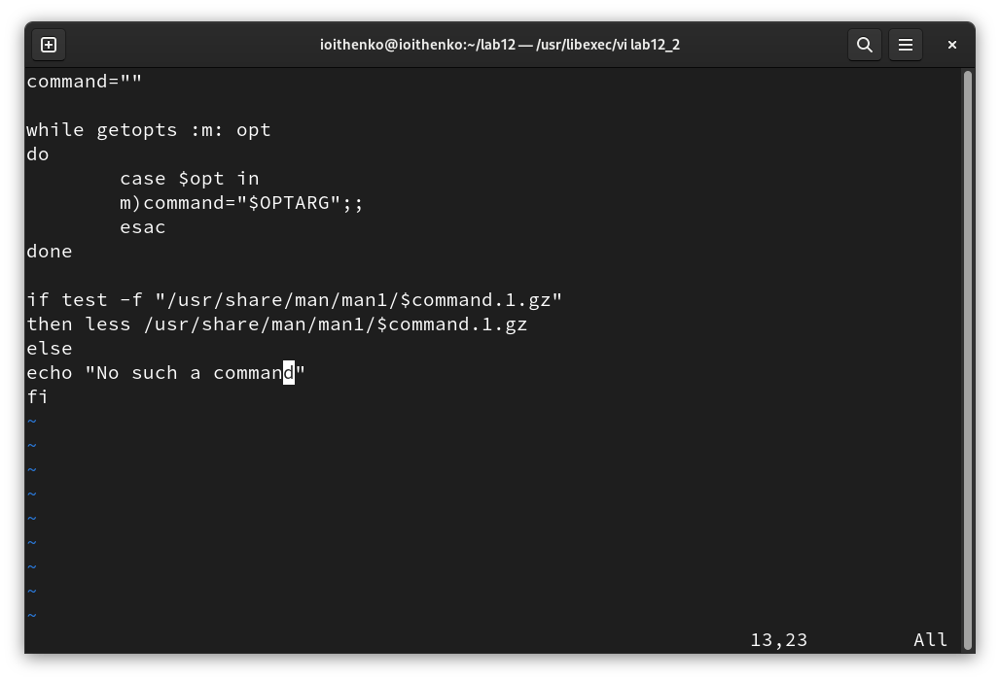 ioithenko@ioithenko:~/lab12 — /usr/libexec/vi lab12_2
command=""
while getopts :m: opt
do
        case $opt in
        m)command="$OPTARG";;
        esac
done
if test -f "/usr/share/man/man1/$command.1.gz"
then less /usr/share/man/man1/$command.1.gz
else
echo "No such a command"
fi
~
~
~
~
~
~
~
~
~
13,23 All